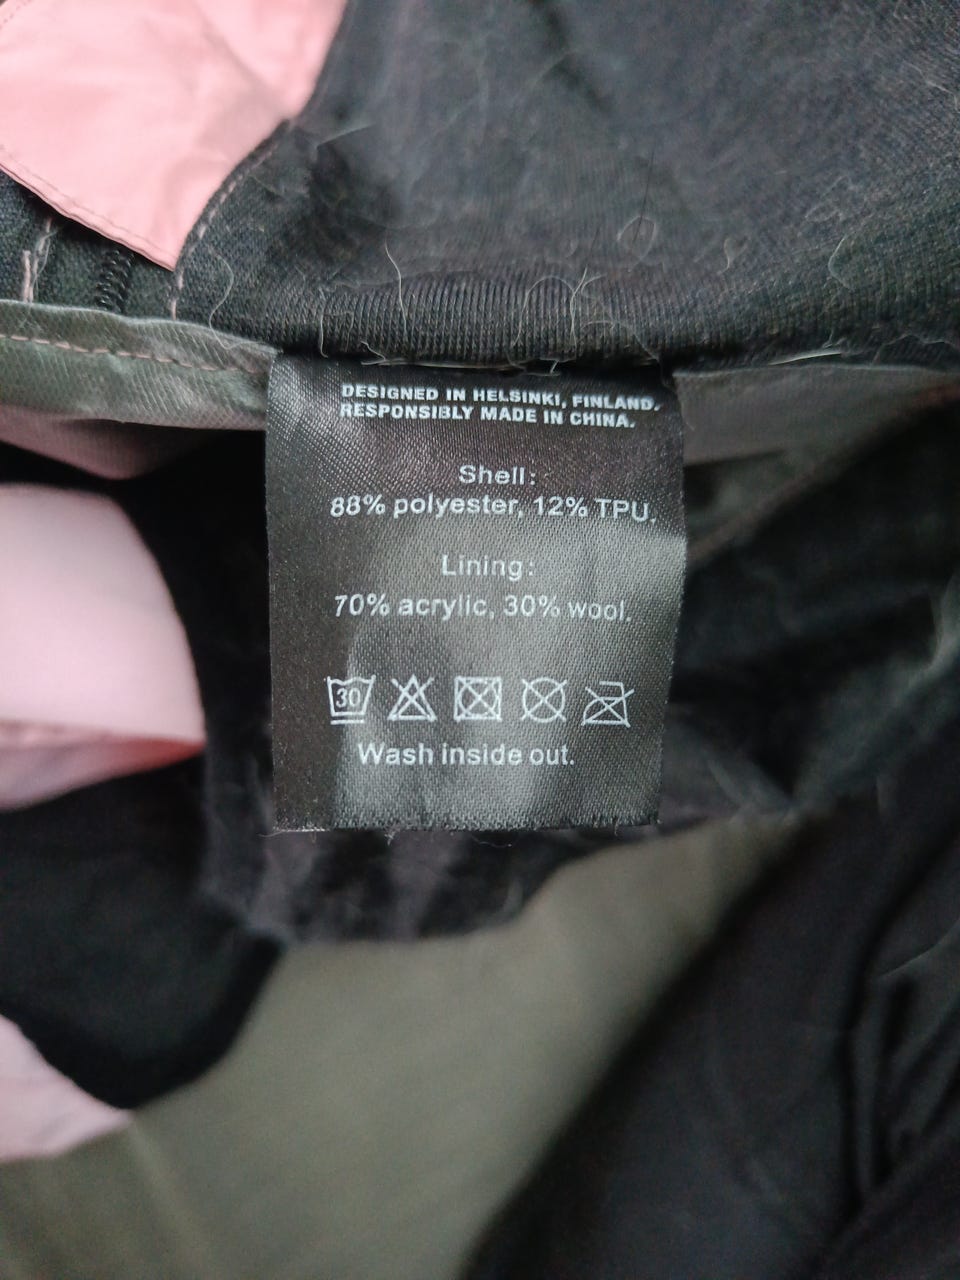 DESIGNED IN HELSINKI, FINLAND.
RESPONSIBLY MADE IN CHINA.
Shell:
88% polyester, 12% TPU.
Lining:
70% acrylic, 30% wool.
30
Wash inside out.